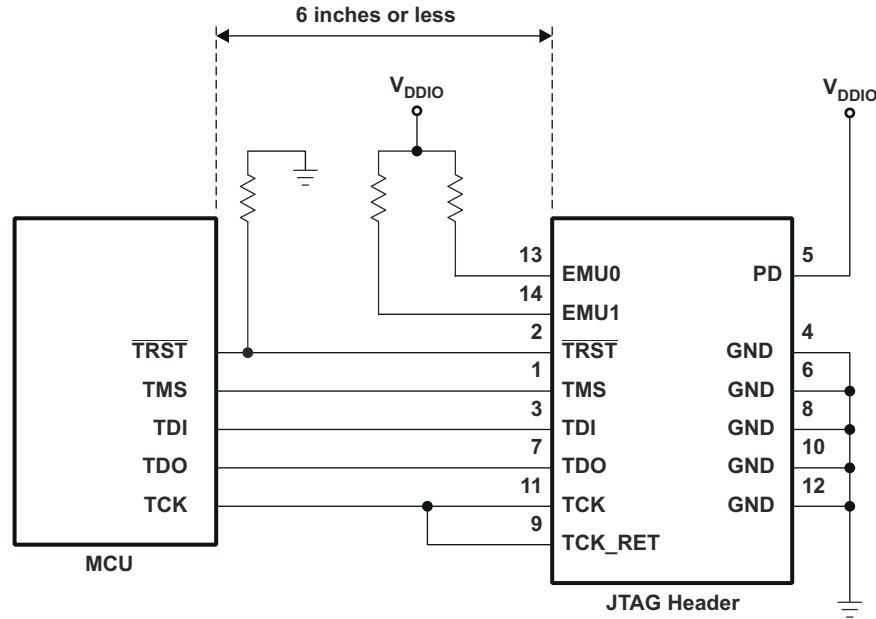 6 inches or less
V_DDIO
V_DDIO
13
EMU0
5
PD
14
EMU1
TRST
2
TRST
4
GND
TMS
1
TMS
6
GND
TDI
3
TDI
8
GND
TDO
7
TDO
10
GND
TCK
11
TCK
12
GND
9
TCK_RET
MCU
JTAG Header